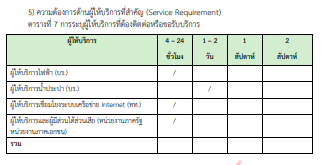 5) ความต้องการด้านผู้ให้บริการที่สำคัญ (Service Requirement)
ตารางที่ 7 การระบุผู้ให้บริการที่ต้องติดต่อหรือขอรับบริการ
ผู้ให้บริการ 4 – 24 ชั่วโมง 1 – 2 วัน 1 สัปดาห์ 2 สัปดาห์
ผู้ให้บริการไฟฟ้า (บร.) /
ผู้ให้บริการน้ำประปา (บร.) /
ผู้ให้บริการเชื่อมโยงระบบเครือข่าย Internet (ทท.) /
ผู้ให้บริการและผู้มีส่วนได้ส่วนเสีย (หน่วยงานภาครัฐ /
หน่วยงานภาคเอกชน)
รวม